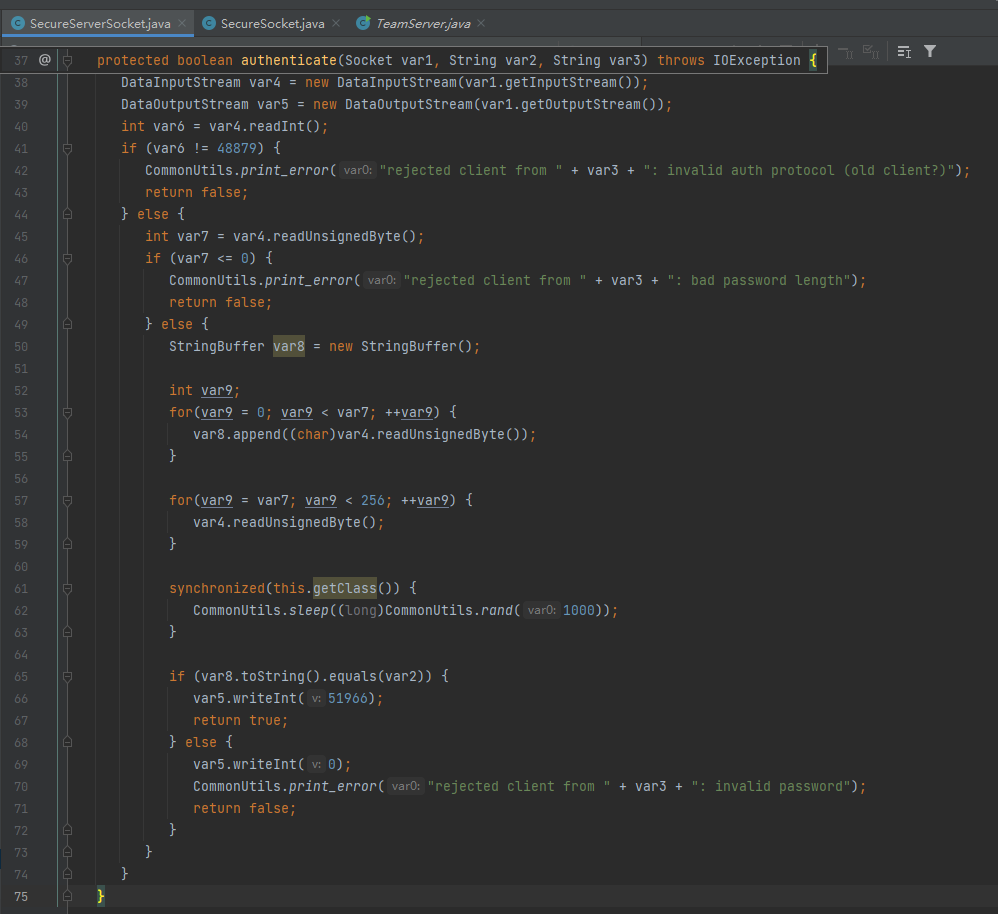 SecureServerSocket.java × SecureSocket.java × TeamServer.java ×
37 @ protected boolean authenticate(Socket var1, String var2, String var3) throws IOException {
38 DataInputStream var4 = new DataInputStream(var1.getInputStream());
39 DataOutputStream var5 = new DataOutputStream(var1.getOutputStream());
40 int var6 = var4.readInt();
41 if (var6 != 48879) {
42 CommonUtils.print_error( var0: "rejected client from " + var3 + ": invalid auth protocol (old client?)");
43 return false;
44 } else {
45 int var7 = var4.readUnsignedByte();
46 if (var7 <= 0) {
47 CommonUtils.print_error( var0: "rejected client from " + var3 + ": bad password length");
48 return false;
49 } else {
50 StringBuffer var8 = new StringBuffer();
51
52 int var9;
53 for(var9 = 0; var9 < var7; ++var9) {
54 var8.append((char)var4.readUnsignedByte());
55 }
56
57 for(var9 = var7; var9 < 256; ++var9) {
58 var4.readUnsignedByte();
59 }
60
61 synchronized(this.getClass()) {
62 CommonUtils.sleep((long)CommonUtils.rand( var0: 1000));
63 }
64
65 if (var8.toString().equals(var2)) {
66 var5.writeInt( v: 51966);
67 return true;
68 } else {
69 var5.writeInt( v: 0);
70 CommonUtils.print_error( var0: "rejected client from " + var3 + ": invalid password");
71 return false;
72 }
73 }
74 }
75 }